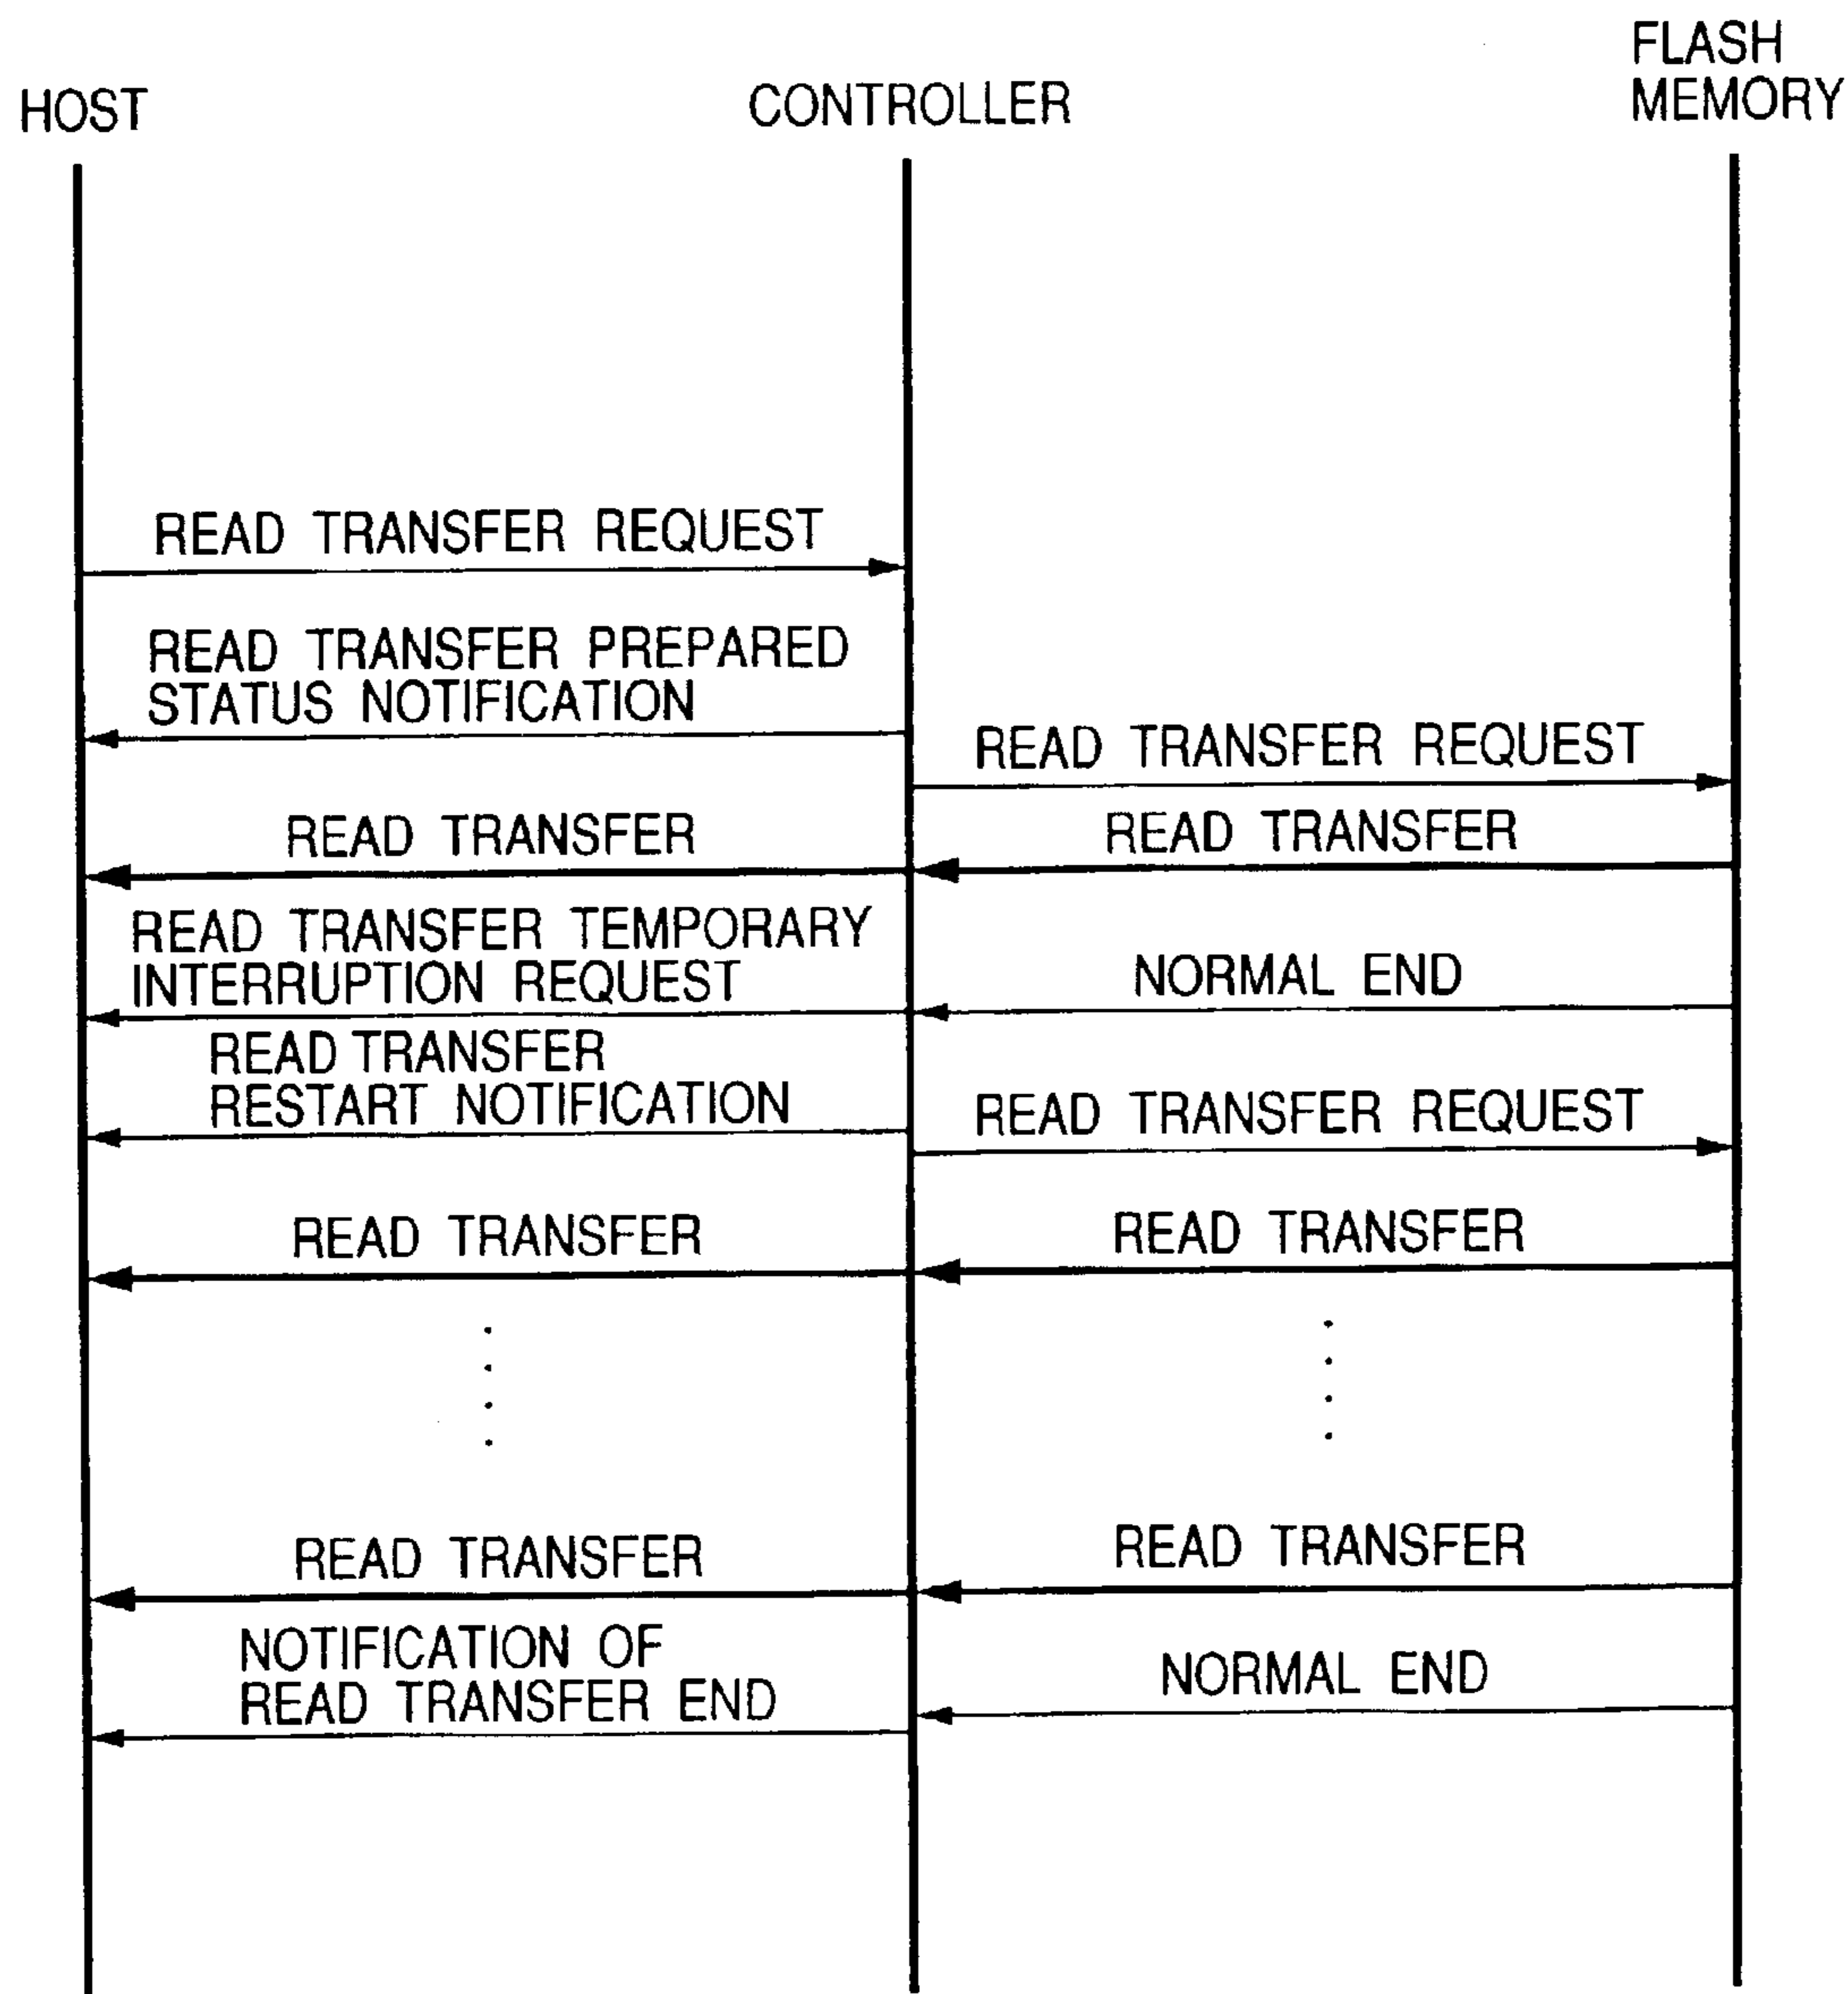 HOST
CONTROLLER
FLASH
MEMORY
READ TRANSFER REQUEST
READ TRANSFER PREPARED
STATUS NOTIFICATION
READ TRANSFER REQUEST
READ TRANSFER
READ TRANSFER
READ TRANSFER TEMPORARY
INTERRUPTION REQUEST
NORMAL END
READ TRANSFER
RESTART NOTIFICATION
READ TRANSFER REQUEST
READ TRANSFER
READ TRANSFER
READ TRANSFER
READ TRANSFER
NOTIFICATION OF
READ TRANSFER END
NORMAL END